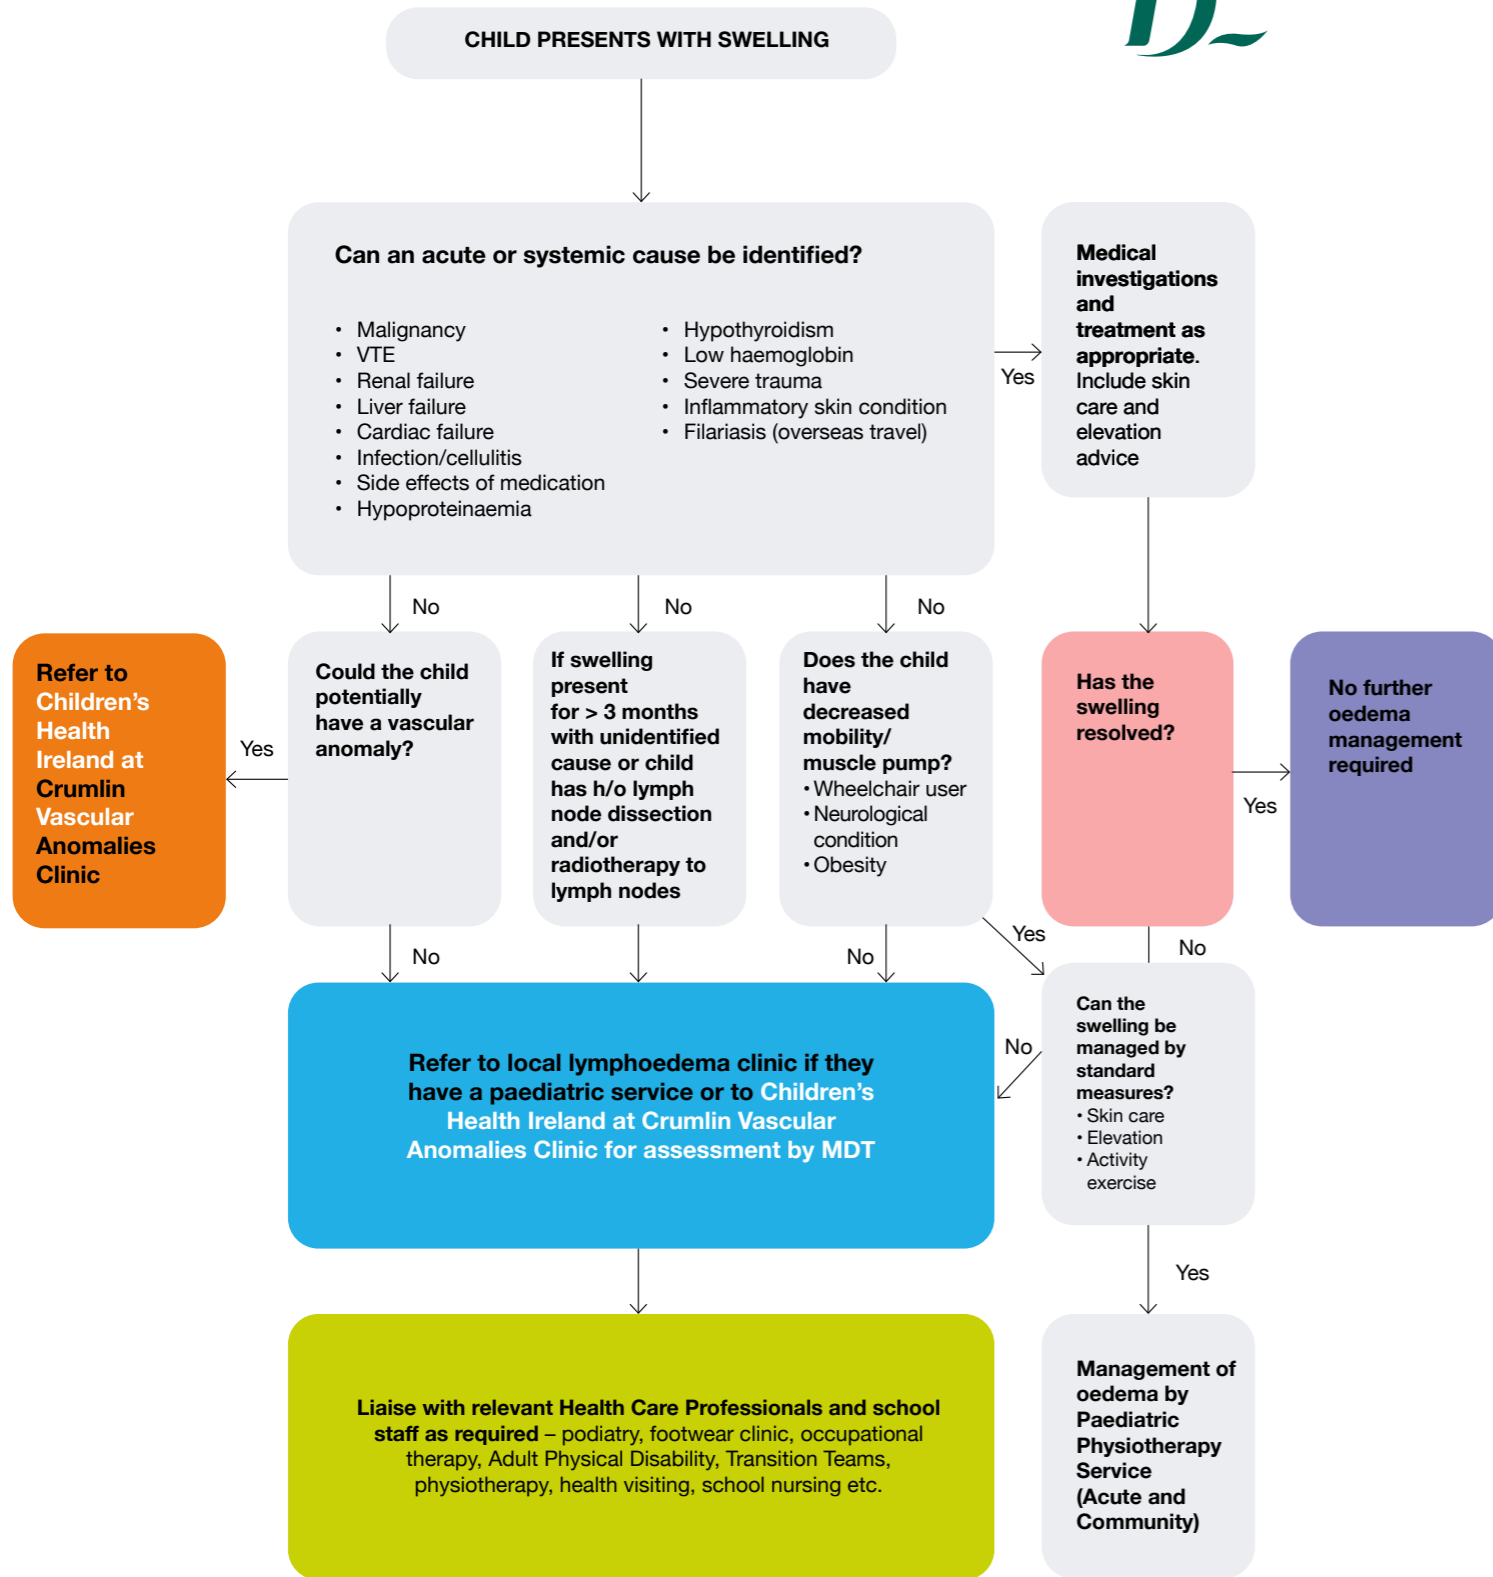 CHILD PRESENTS WITH SWELLING
Can an acute or systemic cause be identified?
• Malignancy
• VTE
• Renal failure
• Liver failure
• Cardiac failure
• Infection/cellulitis
• Side effects of medication
• Hypoproteinaemia
• Hypothyroidism
• Low haemoglobin
• Severe trauma
• Inflammatory skin condition
• Filariasis (overseas travel)
Yes
Medical
investigations
and
treatment as
appropriate.
Include skin
care and
elevation
advice
No
No
No
Refer to
Children’s
Health
Ireland at
Crumlin
Vascular
Anomalies
Clinic
Yes
Could the child
potentially
have a vascular
anomaly?
If swelling
present
for > 3 months
with unidentified
cause or child
has h/o lymph
node dissection
and/or
radiotherapy to
lymph nodes
Does the child
have
decreased
mobility/
muscle pump?
• Wheelchair user
• Neurological
condition
• Obesity
Has the
swelling
resolved?
Yes
No further
oedema
management
required
No
No
Yes
No
Refer to local lymphoedema clinic if they
have a paediatric service or to Children’s
Health Ireland at Crumlin Vascular
Anomalies Clinic for assessment by MDT
No
Can the
swelling be
managed by
standard
measures?
• Skin care
• Elevation
• Activity
exercise
Yes
Liaise with relevant Health Care Professionals and school
staff as required – podiatry, footwear clinic, occupational
therapy, Adult Physical Disability, Transition Teams,
physiotherapy, health visiting, school nursing etc.
Management of
oedema by
Paediatric
Physiotherapy
Service
(Acute and
Community)